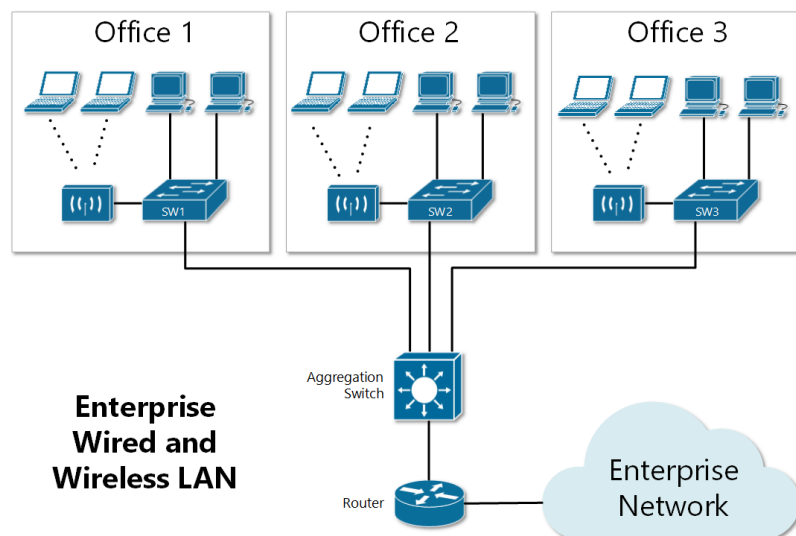 Office 1
Office 2
Office 3
SW1
SW2
SW3
Aggregation
Switch
Enterprise
Wired and
Wireless LAN
Router
Enterprise
Network